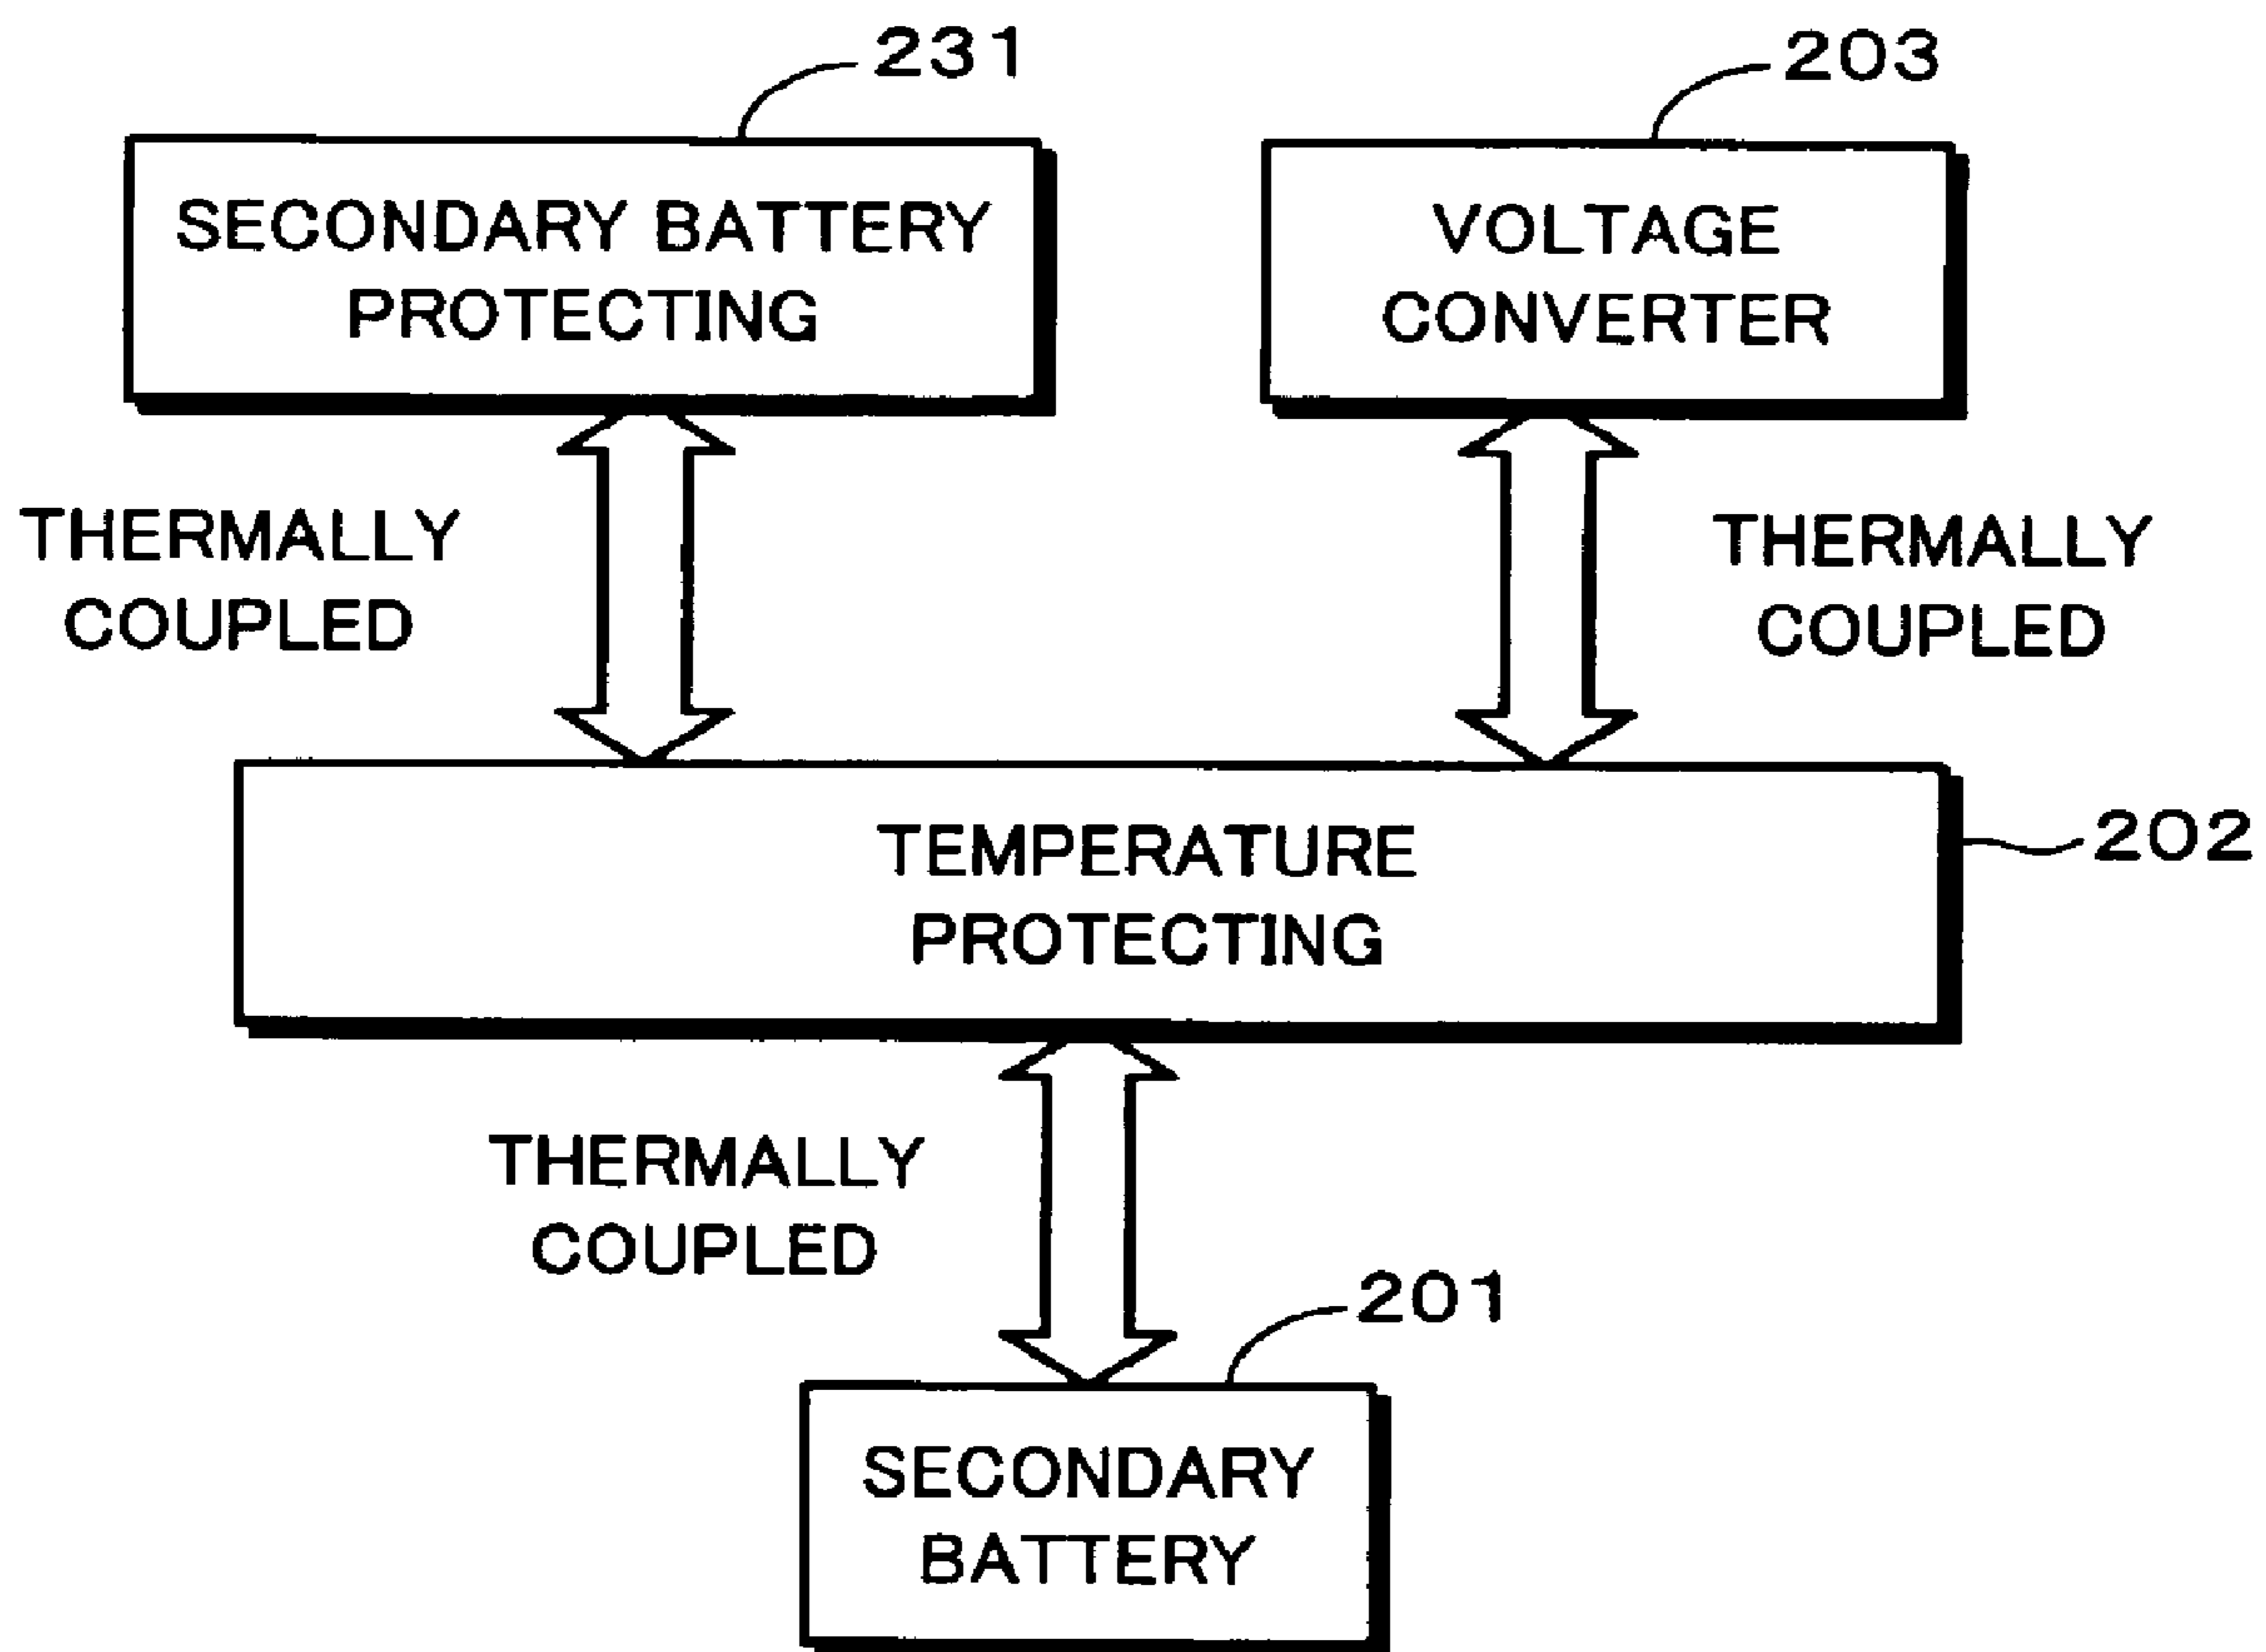 231
203
SECONDARY BATTERY
PROTECTING
VOLTAGE
CONVERTER
THERMALLY
COUPLED
THERMALLY
COUPLED
TEMPERATURE
PROTECTING
202
THERMALLY
COUPLED
201
SECONDARY
BATTERY